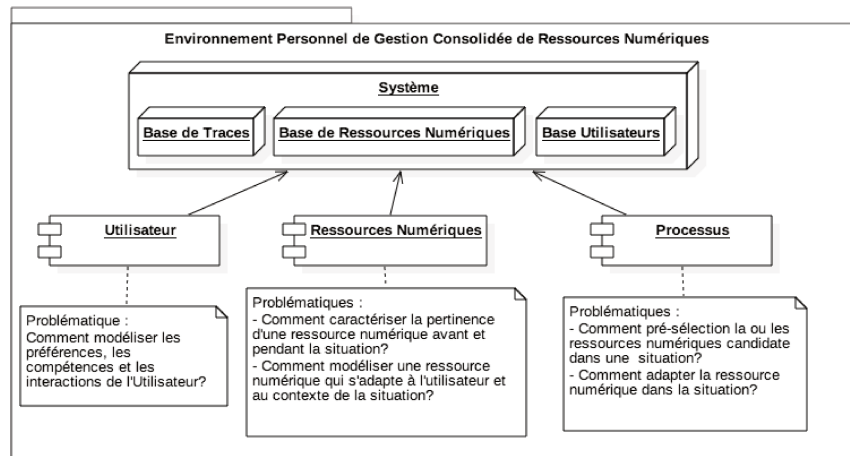 Environnement Personnel de Gestion Consolidée de Ressources Numériques
Système
Base de Traces
Base de Ressources Numériques
Base Utilisateurs
Utilisateur
Ressources Numériques
Processus
Problématique :
Comment modéliser les
préférences, les
compétences et les
interactions de l'Utilisateur?
Problématiques :
- Comment caractériser la pertinence
d'une ressource numérique avant et
pendant la situation?
- Comment modéliser une ressource
numérique qui s'adapte à l'utilisateur et
au contexte de la situation?
Problématiques :
- Comment pré-sélection la ou les
ressources numériques candidate
dans une situation?
- Comment adapter la ressource
numérique dans la situation?